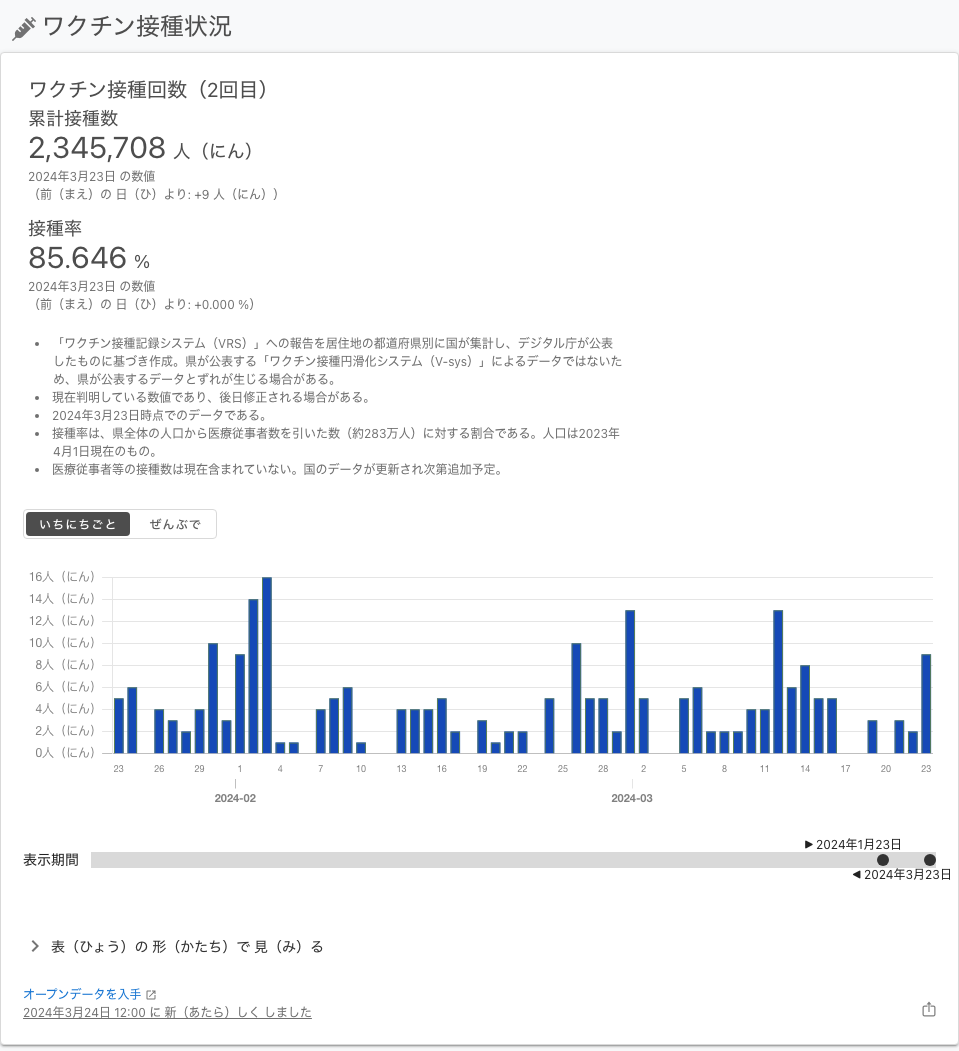 ワクチン接種状況
ワクチン接種回数（2回目）
累計接種数
2,345,708 人（にん）
2024年3月23日 の数値
（前（まえ）の 日（ひ）より: +9 人（にん））
接種率
85.646 %
2024年3月23日 の数値
（前（まえ）の 日（ひ）より: +0.000 %）
• 「ワクチン接種記録システム（VRS）」への報告を居住地の都道府県別に国が集計し、デジタル庁が公表
したものに基づき作成。県が公表する「ワクチン接種円滑化システム（V-sys）」によるデータではないた
め、県が公表するデータとずれが生じる場合がある。
• 現在判明している数値であり、後日修正される場合がある。
• 2024年3月23日時点でのデータである。
• 接種率は、県全体の人口から医療従事者数を引いた数（約283万人）に対する割合である。人口は2023年
4月1日現在のもの。
• 医療従事者等の接種数は現在含まれていない。国のデータが更新され次第追加予定。
いちにちごと ぜんぶで
16人（にん）
14人（にん）
12人（にん）
10人（にん）
8人（にん）
6人（にん）
4人（にん）
2人（にん）
0人（にん）
23 26 29 1 4 7 10 13 16 19 22 25 28 2 5 8 11 14 17 20 23
2024-02 2024-03
▶ 2024年1月23日
表示期間
◀ 2024年3月23日
表（ひょう）の 形（かたち）で 見（み）る
オープンデータを入手
2024年3月24日 12:00 に 新（あたら）しく しました